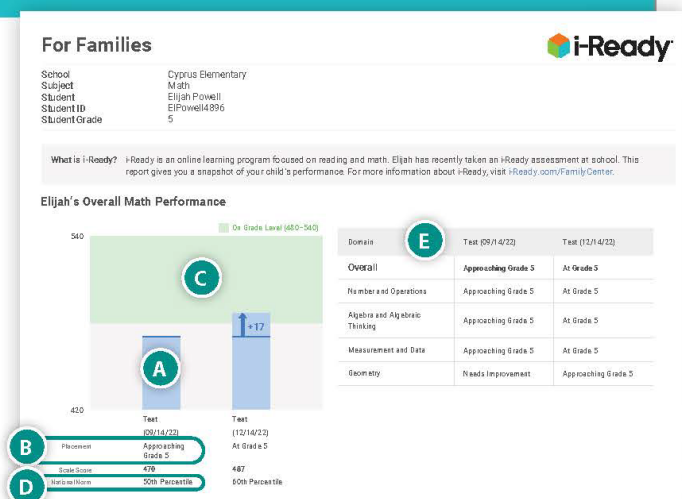 For Families
i-Ready
School Cyprus Elementary
Subject Math
Student Elijah Powell
Student ID ElPowell4896
Student Grade 5
What is i-Ready? i-Ready is an online learning program focused on reading and math. Elijah has recently taken an i-Ready assessment at school. This
report gives you a snapshot of your child's performance. For more information about i-Ready, visit i-Ready.com/FamilyCenter.
Elijah's Overall Math Performance
On Grade Level (480-540)
540
C
+17
A
420
Test Test
(09/14/22) (12/14/22)
B Placement Approaching Grade 5 At Grade 5
Scale Score 470 487
D National Norm 50th Percentile 60th Percentile
Domain E Test (09/14/22) Test (12/14/22)
Overall Approaching Grade 5 At Grade 5
Number and Operations Approaching Grade 5 At Grade 5
Algebra and Algebraic
Thinking Approaching Grade 5 At Grade 5
Measurement and Data Approaching Grade 5 At Grade 5
Geometry Needs Improvement Approaching Grade 5